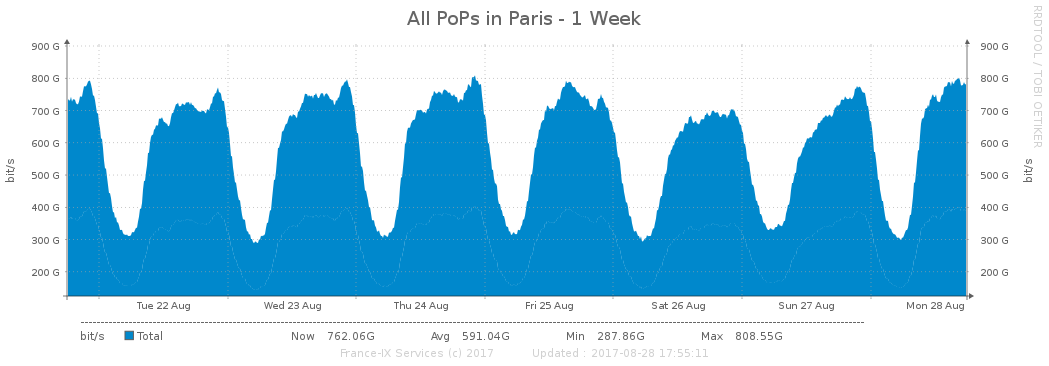 All PoPs in Paris - 1 Week
RRDTOOL / TOBI OETIKER
900 G 900 G
800 G 800 G
700 G 700 G
600 G 600 G
500 G 500 G
400 G 400 G
300 G 300 G
200 G 200 G
bit/s
bit/s
Tue 22 Aug Wed 23 Aug Thu 24 Aug Fri 25 Aug Sat 26 Aug Sun 27 Aug Mon 28 Aug
bit/s Total Now 762.06G Avg 591.04G Min 287.86G Max 808.55G
France-IX Services (c) 2017 Updated : 2017-08-28 17:55:11